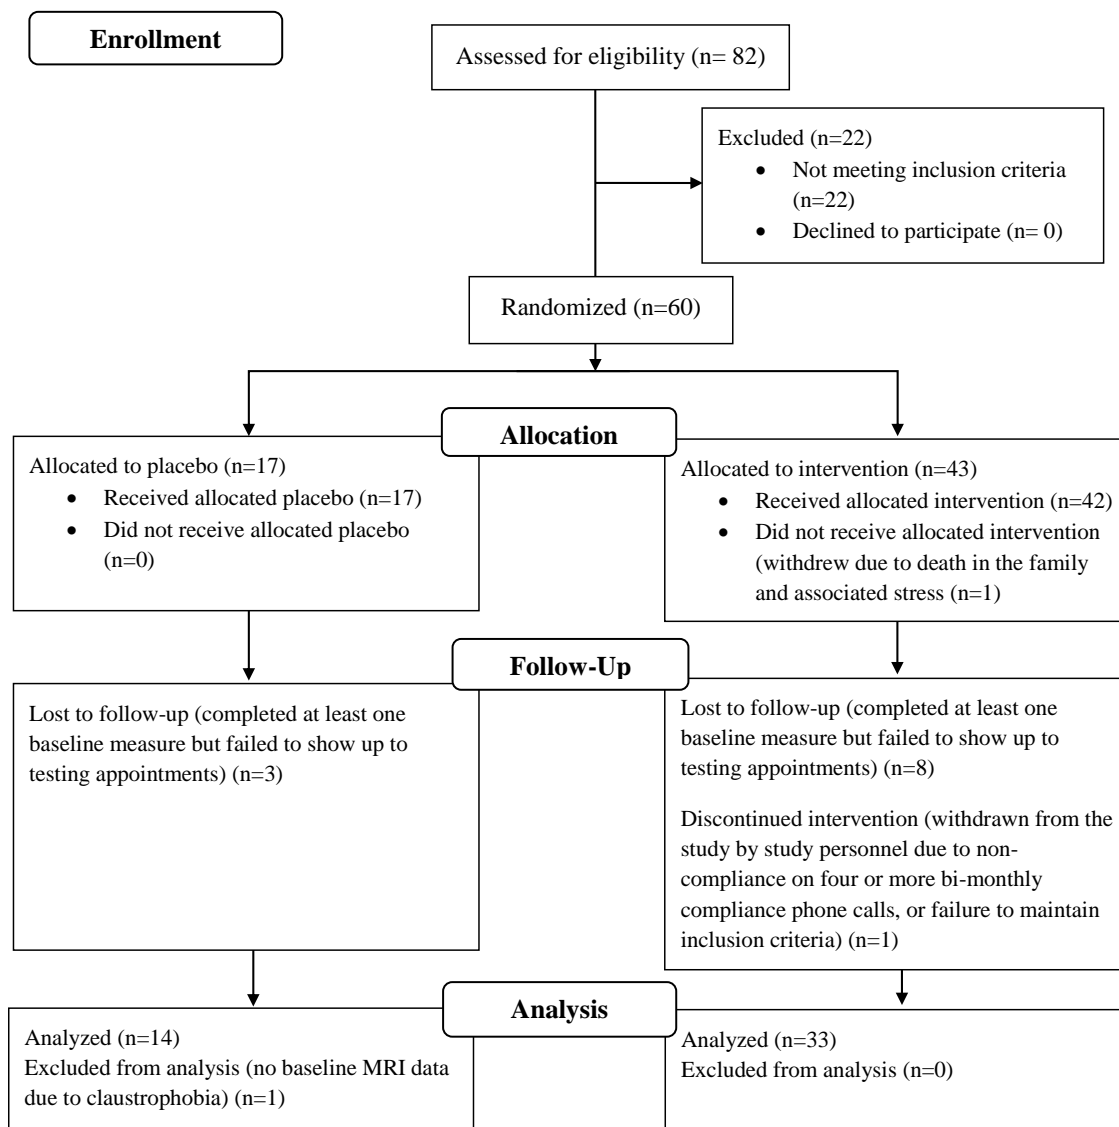 Enrollment
Assessed for eligibility (n= 82)
Excluded (n=22)
• Not meeting inclusion criteria
(n=22)
• Declined to participate (n= 0)
Randomized (n=60)
Allocation
Allocated to placebo (n=17)
• Received allocated placebo (n=17)
• Did not receive allocated placebo
(n=0)
Allocated to intervention (n=43)
• Received allocated intervention (n=42)
• Did not receive allocated intervention
(withdrew due to death in the family
and associated stress (n=1)
Follow-Up
Lost to follow-up (completed at least one
baseline measure but failed to show up to
testing appointments) (n=3)
Lost to follow-up (completed at least one
baseline measure but failed to show up to
testing appointments) (n=8)
Discontinued intervention (withdrawn from the
study by study personnel due to non-
compliance on four or more bi-monthly
compliance phone calls, or failure to maintain
inclusion criteria) (n=1)
Analysis
Analyzed (n=14)
Excluded from analysis (no baseline MRI data
due to claustrophobia) (n=1)
Analyzed (n=33)
Excluded from analysis (n=0)